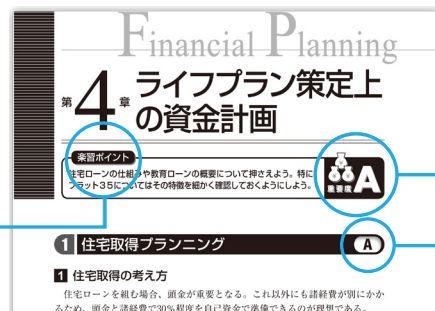 Financial Planning
第4章 ライフプラン策定上
の資金計画
楽習ポイント
住宅ローンの仕組みや教育ローンの概要について押さえよう。特に
フラット35についてはその特徴を細かく確認しておくようにしよう。
重要度 A
1 住宅取得プランニング A
1 住宅取得の考え方
住宅ローンを組む場合、頭金が重要となる。これ以外にも諸経費が別にかか
るため、頭金と諸経費で30％程度を自己資金で準備できるのが理想である。